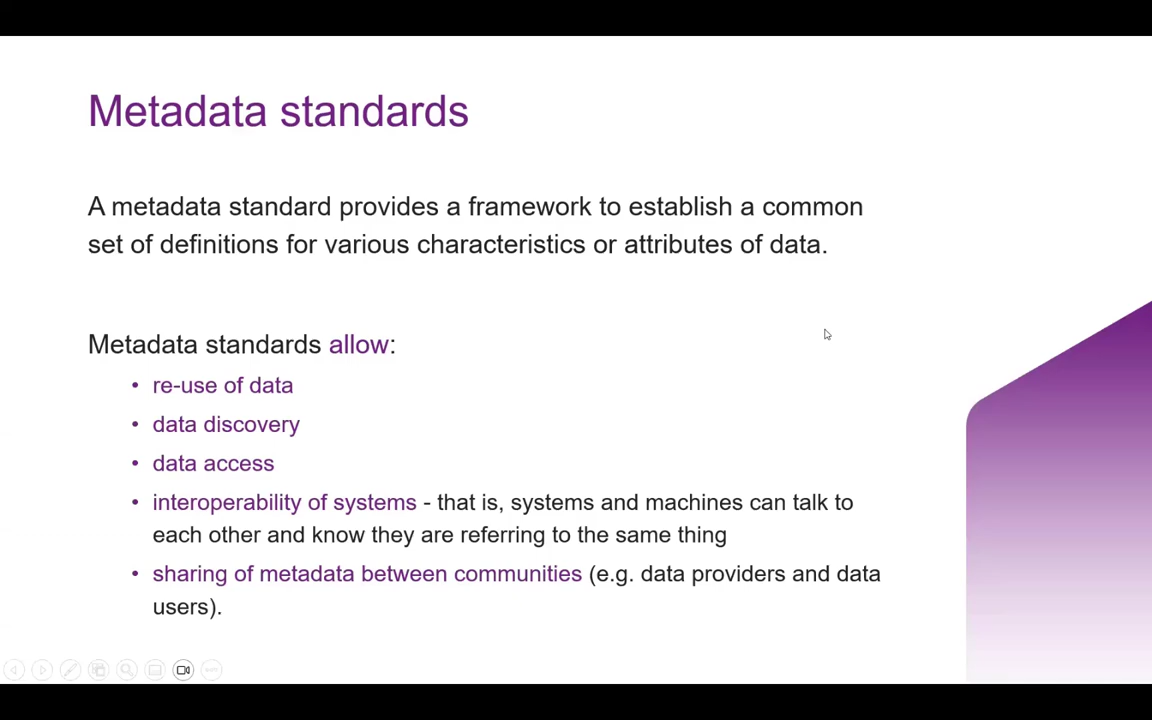 Metadata standards
A metadata standard provides a framework to establish a common
set of definitions for various characteristics or attributes of data.
Metadata standards allow:
• re-use of data
• data discovery
• data access
• interoperability of systems - that is, systems and machines can talk to
each other and know they are referring to the same thing
• sharing of metadata between communities (e.g. data providers and data
users).